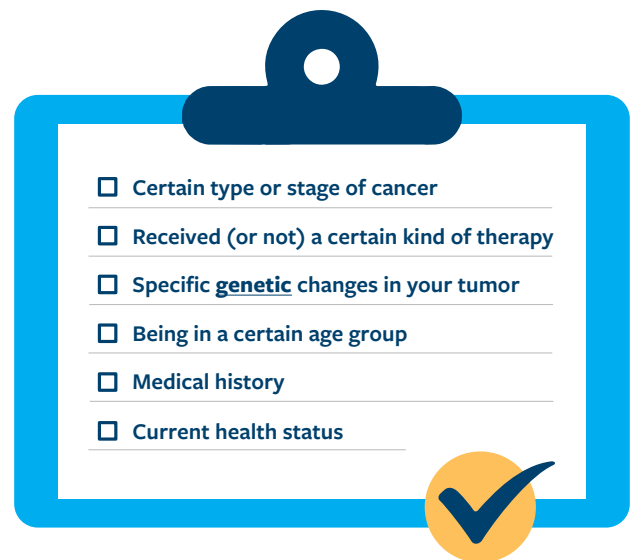 Certain type or stage of cancer
Received (or not) a certain kind of therapy
Specific genetic changes in your tumor
Being in a certain age group
Medical history
Current health status